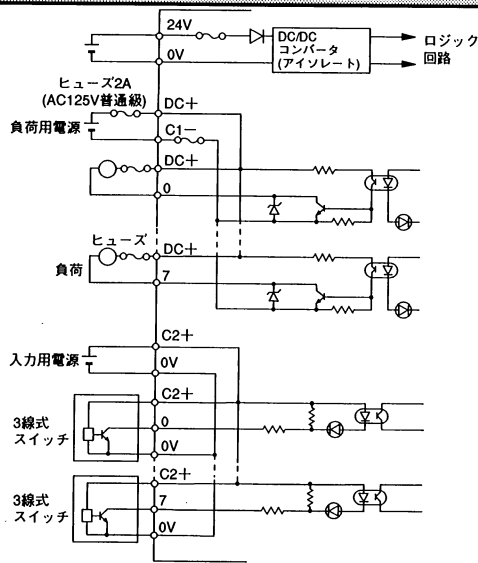 24V
0V
DC/DC
コンバータ
(アイソレート)
ロジック
回路
ヒューズ2A
(AC125V普通級)
DC+
負荷用電源
C1−
DC+
0
ヒューズ
DC+
負荷
7
C2+
入力用電源
0V
C2+
3線式
スイッチ
0
0V
C2+
3線式
スイッチ
7
0V